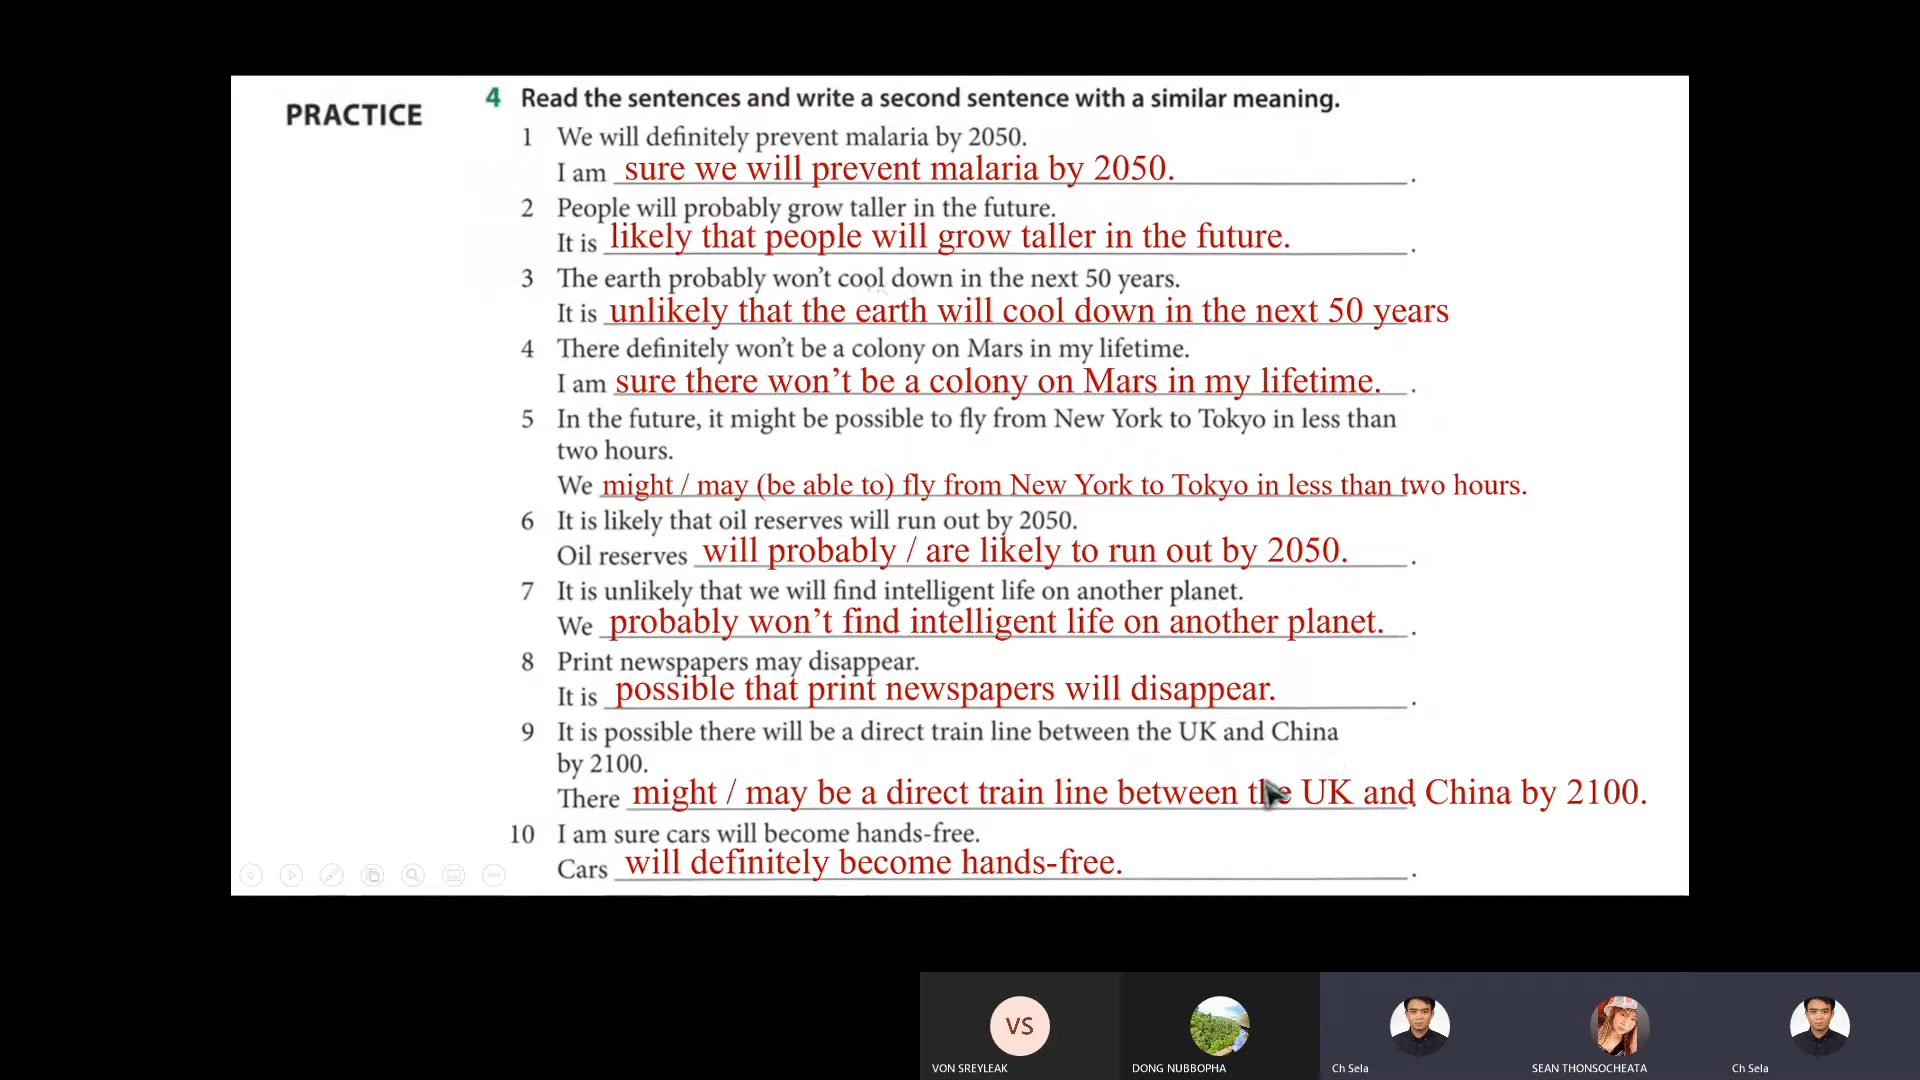 PRACTICE
4 Read the sentences and write a second sentence with a similar meaning.
1 We will definitely prevent malaria by 2050.
I am sure we will prevent malaria by 2050. .
2 People will probably grow taller in the future.
It is likely that people will grow taller in the future. .
3 The earth probably won't cool down in the next 50 years.
It is unlikely that the earth will cool down in the next 50 years
4 There definitely won't be a colony on Mars in my lifetime.
I am sure there won't be a colony on Mars in my lifetime. .
5 In the future, it might be possible to fly from New York to Tokyo in less than
two hours.
We might / may (be able to) fly from New York to Tokyo in less than two hours.
6 It is likely that oil reserves will run out by 2050.
Oil reserves will probably / are likely to run out by 2050. .
7 It is unlikely that we will find intelligent life on another planet.
We probably won't find intelligent life on another planet. .
8 Print newspapers may disappear.
It is possible that print newspapers will disappear. .
9 It is possible there will be a direct train line between the UK and China
by 2100.
There might / may be a direct train line between the UK and China by 2100.
10 I am sure cars will become hands-free.
Cars will definitely become hands-free. .
VS
VON SREYLEAK
DONG NUBBOPHA
Ch Sela
SEAN THONSOCHEATA
Ch Sela